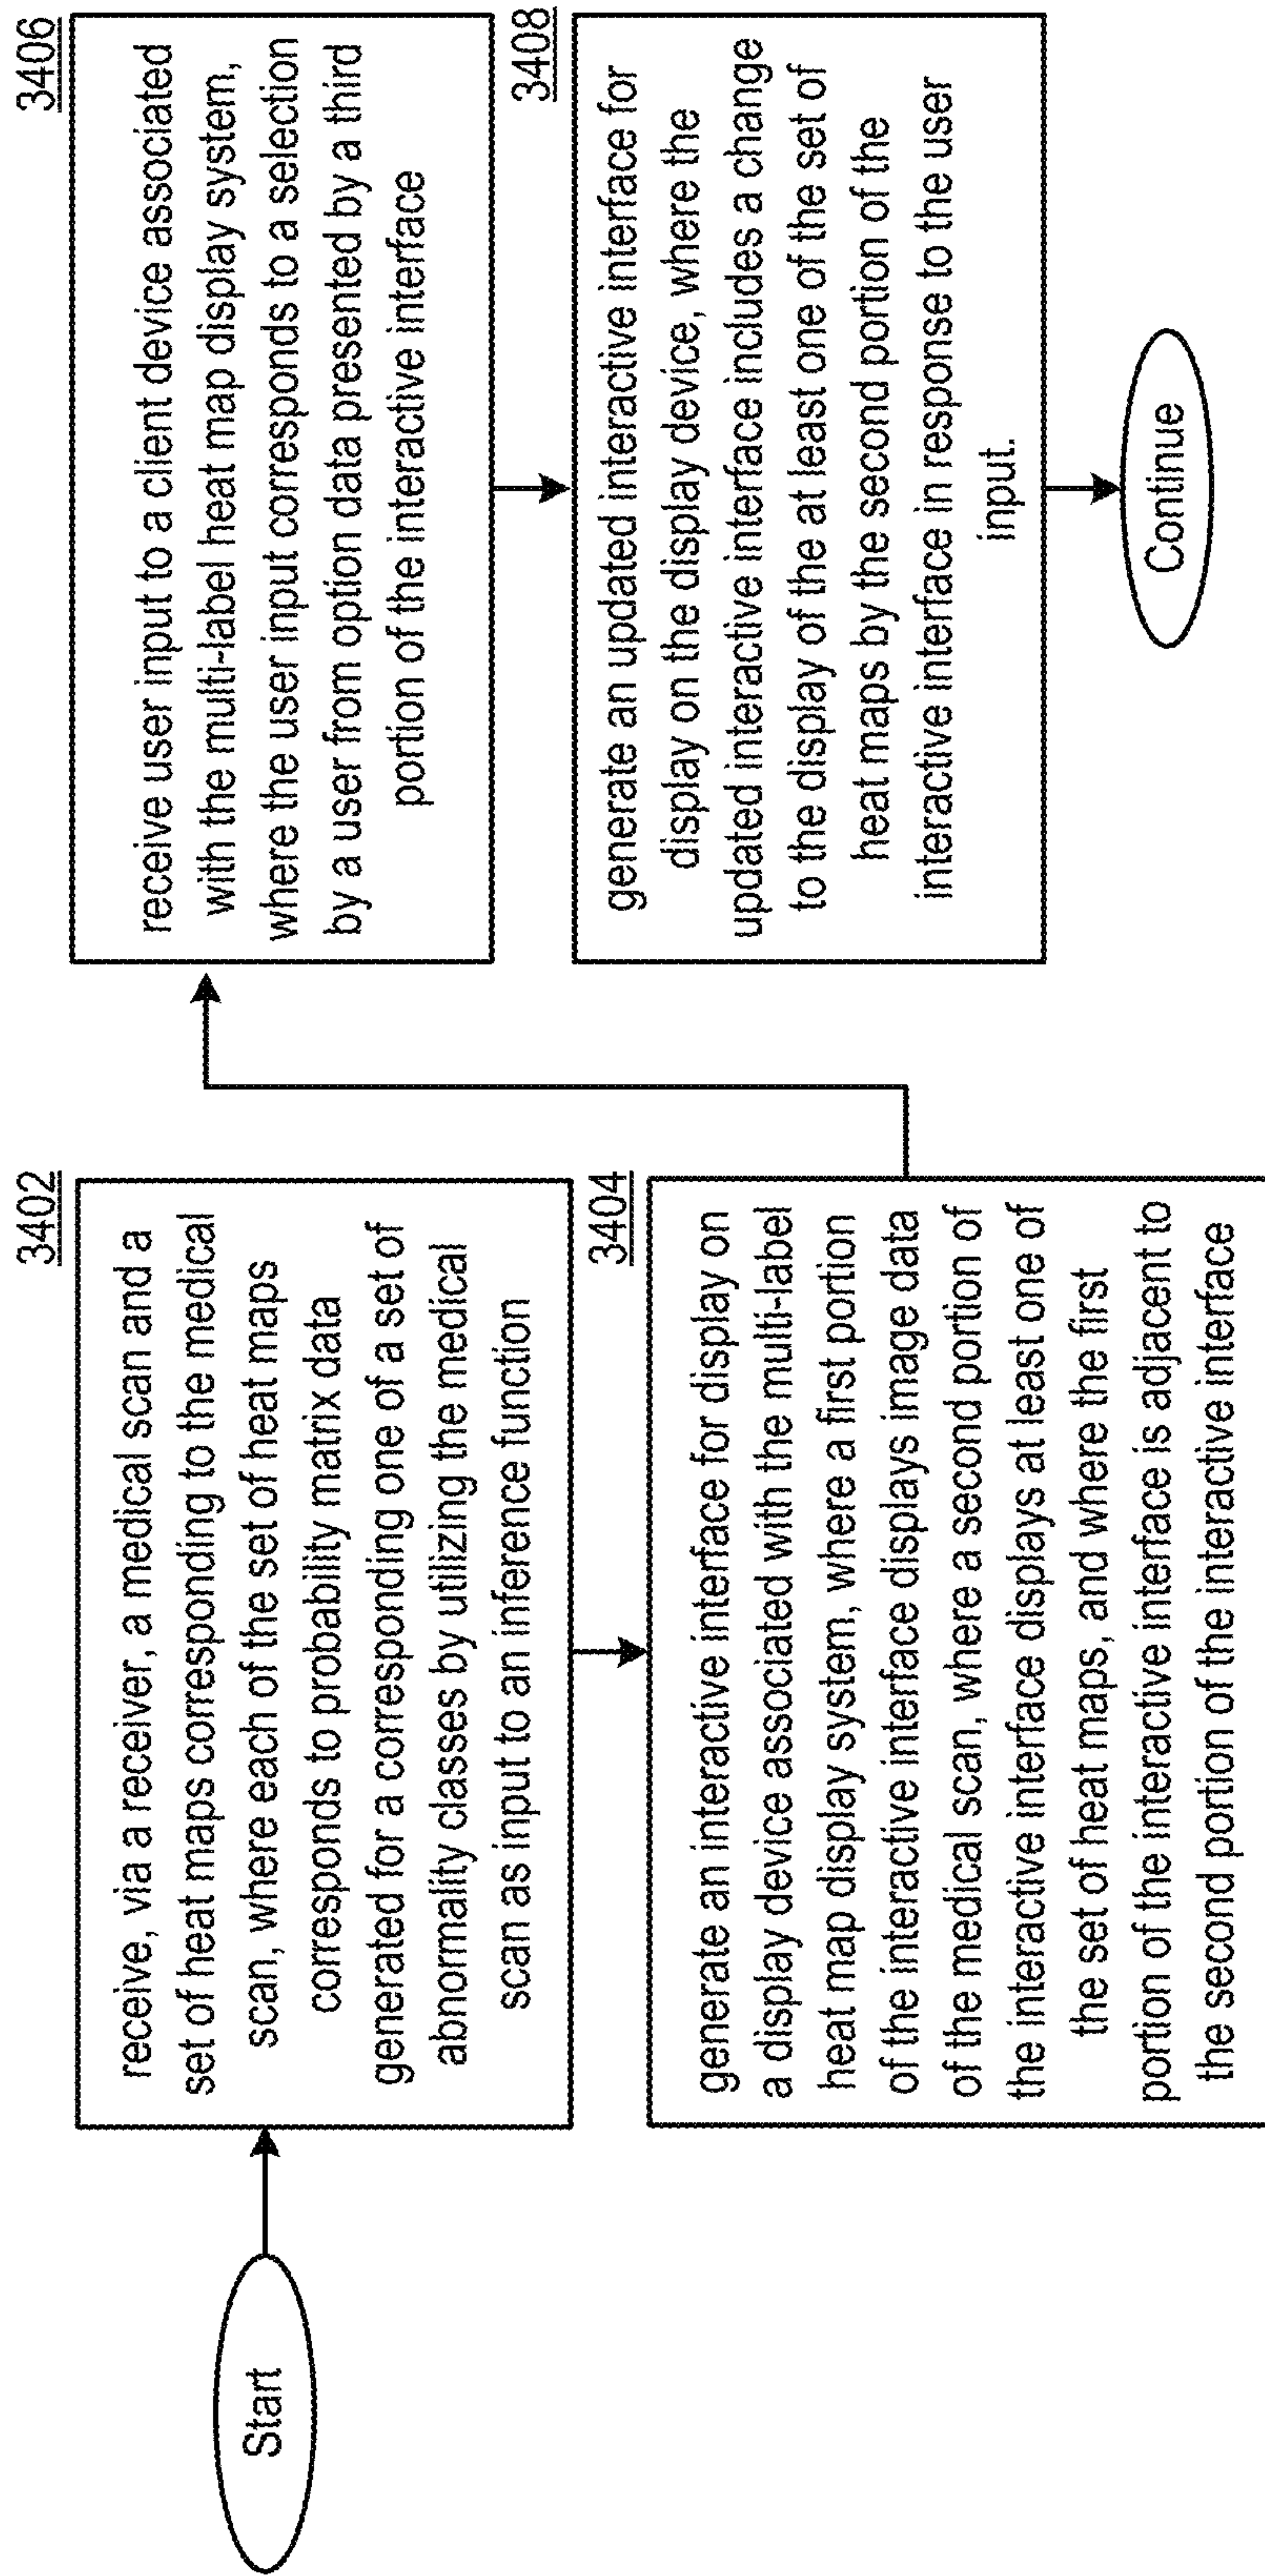 Start
3402
receive, via a receiver, a medical scan and a
set of heat maps corresponding to the medical
scan, where each of the set of heat maps
corresponds to probability matrix data
generated for a corresponding one of a set of
abnormality classes by utilizing the medical
scan as input to an inference function
3404
generate an interactive interface for display on
a display device associated with the multi-label
heat map display system, where a first portion
of the interactive interface displays image data
of the medical scan, where a second portion of
the interactive interface displays at least one of
the set of heat maps, and where the first
portion of the interactive interface is adjacent to
the second portion of the interactive interface
3406
receive user input to a client device associated
with the multi-label heat map display system,
where the user input corresponds to a selection
by a user from option data presented by a third
portion of the interactive interface
3408
generate an updated interactive interface for
display on the display device, where the
updated interactive interface includes a change
to the display of the at least one of the set of
heat maps by the second portion of the
interactive interface in response to the user
input.
Continue